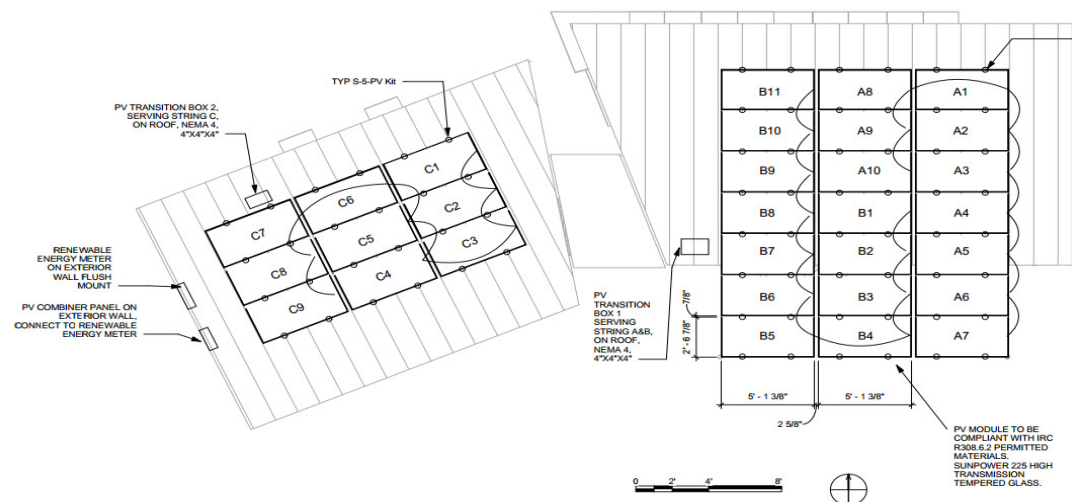 TYP S-5-PV Kit
PV TRANSITION BOX 2,
SERVING STRING C,
ON ROOF, NEMA 4,
4"X4"X4"
RENEWABLE
ENERGY METER
ON EXTERIOR
WALL FLUSH
MOUNT
PV COMBINER PANEL ON
EXTERIOR WALL,
CONNECT TO RENEWABLE
ENERGY METER
C7
C8
C9
C6
C5
C4
C1
C2
C3
PV
TRANSITION
BOX 1
SERVING
STRING A&B,
ON ROOF,
NEMA 4,
4"X4"X4"
B11 A8 A1
B10 A9 A2
B9 A10 A3
B8 B1 A4
B7 B2 A5
B6 B3 A6
B5 B4 A7
7/8"
2' - 6 7/8"
5' - 1 3/8" 5' - 1 3/8"
2 5/8"
PV MODULE TO BE
COMPLIANT WITH IRC
R308.6.2 PERMITTED
MATERIALS.
SUNPOWER 225 HIGH
TRANSMISSION
TEMPERED GLASS.
0 2' 4' 8'